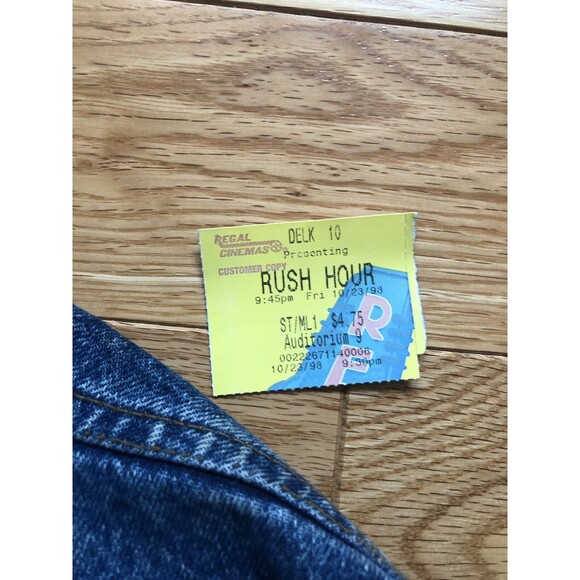 REGAL
CINEMAS
CUSTOMER COPY
DELK 10
Presenting
RUSH HOUR
9:45pm Fri 10/23/98
ST/ML1 $4.75
Auditorium 9
00222671140006
10/23/98 9:30pm
R
E